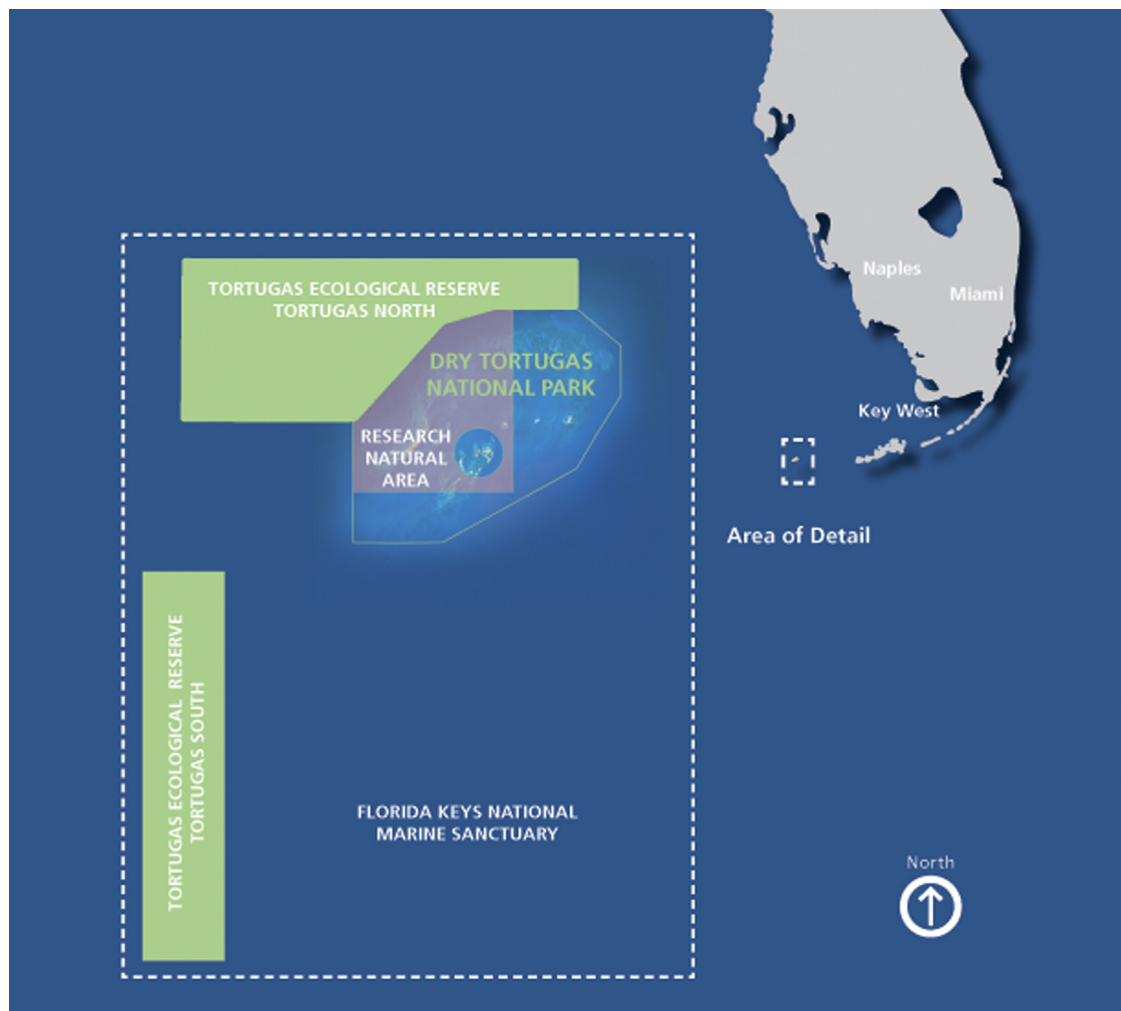 TORTUGAS ECOLOGICAL RESERVE
TORTUGAS NORTH
DRY TORTUGAS
NATIONAL PARK
RESEARCH
NATURAL
AREA
TORTUGAS ECOLOGICAL RESERVE
TORTUGAS SOUTH
FLORIDA KEYS NATIONAL
MARINE SANCTUARY
Naples
Miami
Key West
Area of Detail
North